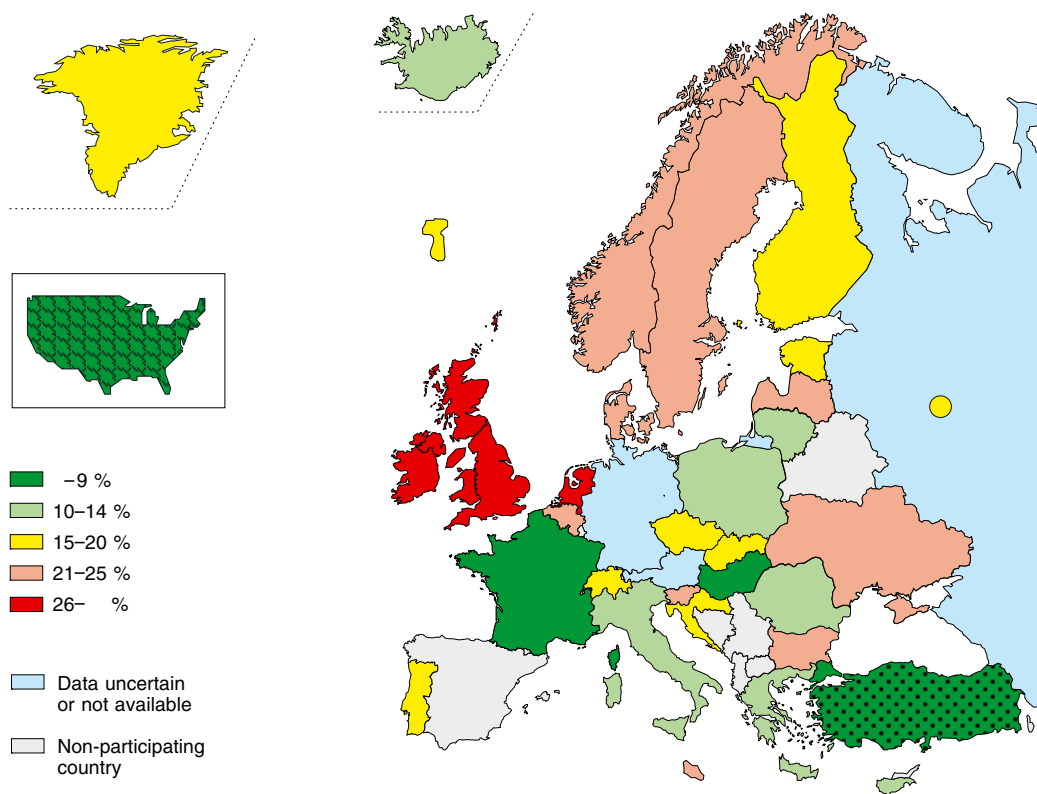 –9 %
10–14 %
15–20 %
21–25 %
26– %
Data uncertain
or not available
Non-participating
country